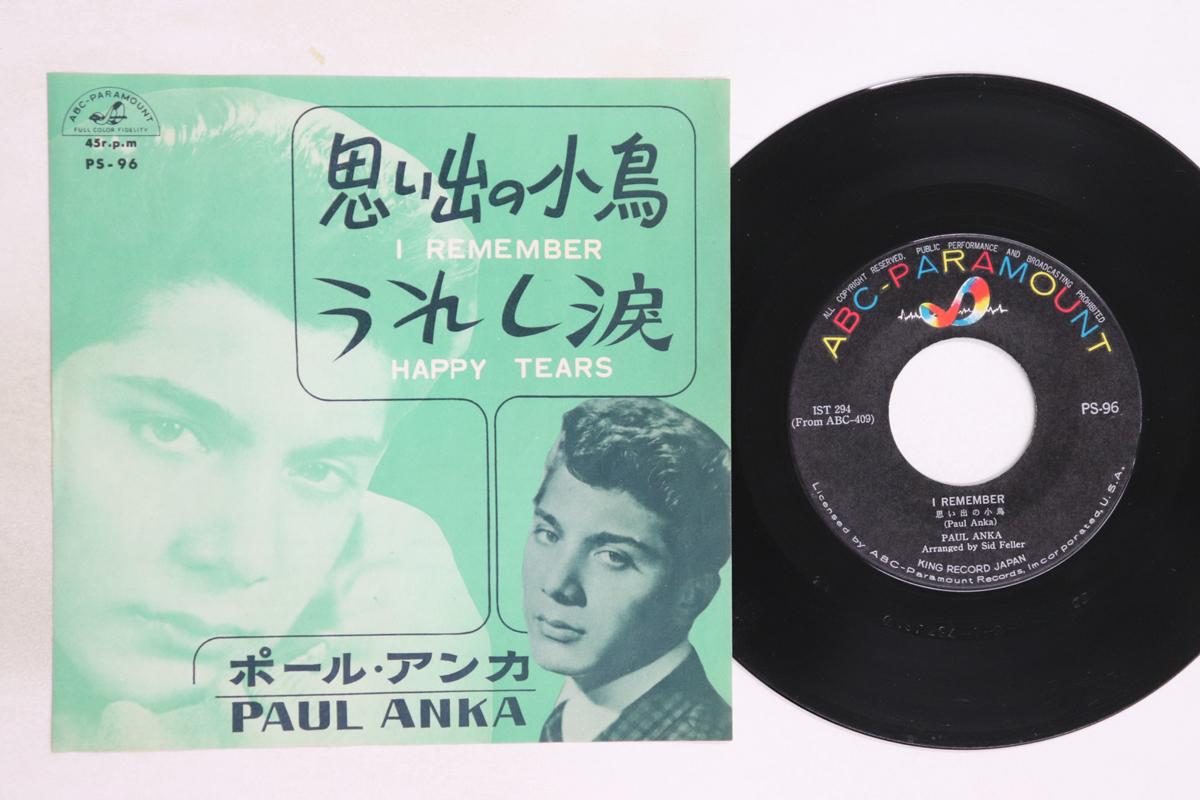 ABC-PARAMOUNT
FULL COLOR FIDELITY
45r.p.m
PS-96
思い出の小鳥
I REMEMBER
うれし涙
HAPPY TEARS
ポール・アンカ
PAUL ANKA
ALL COPYRIGHT RESERVED, PUBLIC PERFORMANCE AND BROADCASTING PROHIBITED
ABC-PARAMOUNT
IST 294
(From ABC-409)
PS-96
I REMEMBER
思い出の小鳥
(Paul Anka)
PAUL ANKA
Arranged by Sid Feller
KING RECORD JAPAN
Licensed by ABC-Paramount Records, Incorporated, U.S.A.